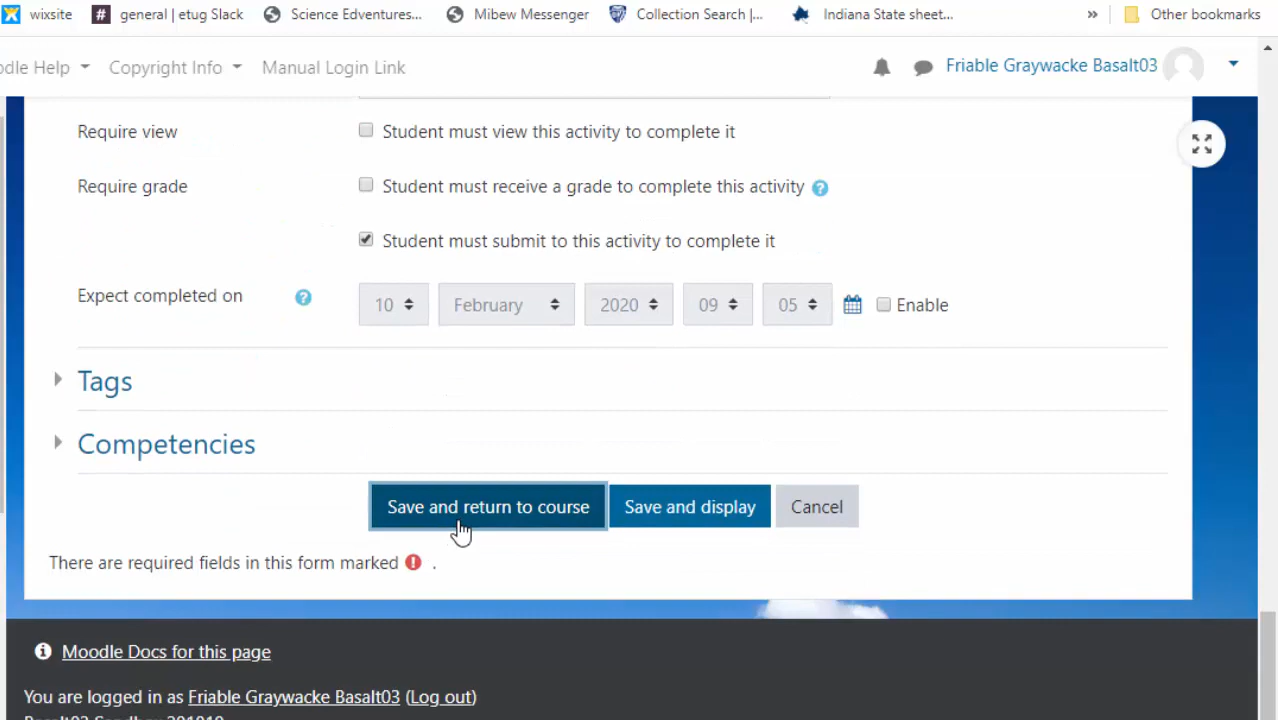 wixsite general | etug Slack Science Edventures... Mibew Messenger Collection Search |... Indiana State sheet... » Other bookmarks
odle Help Copyright Info Manual Login Link Friable Graywacke Basalt03
Require view Student must view this activity to complete it
Require grade Student must receive a grade to complete this activity ?
Student must submit to this activity to complete it
Expect completed on ? 10 February 2020 09 05 Enable
Tags
Competencies
Save and return to course Save and display Cancel
There are required fields in this form marked ! .
Moodle Docs for this page
You are logged in as Friable Graywacke Basalt03 (Log out)